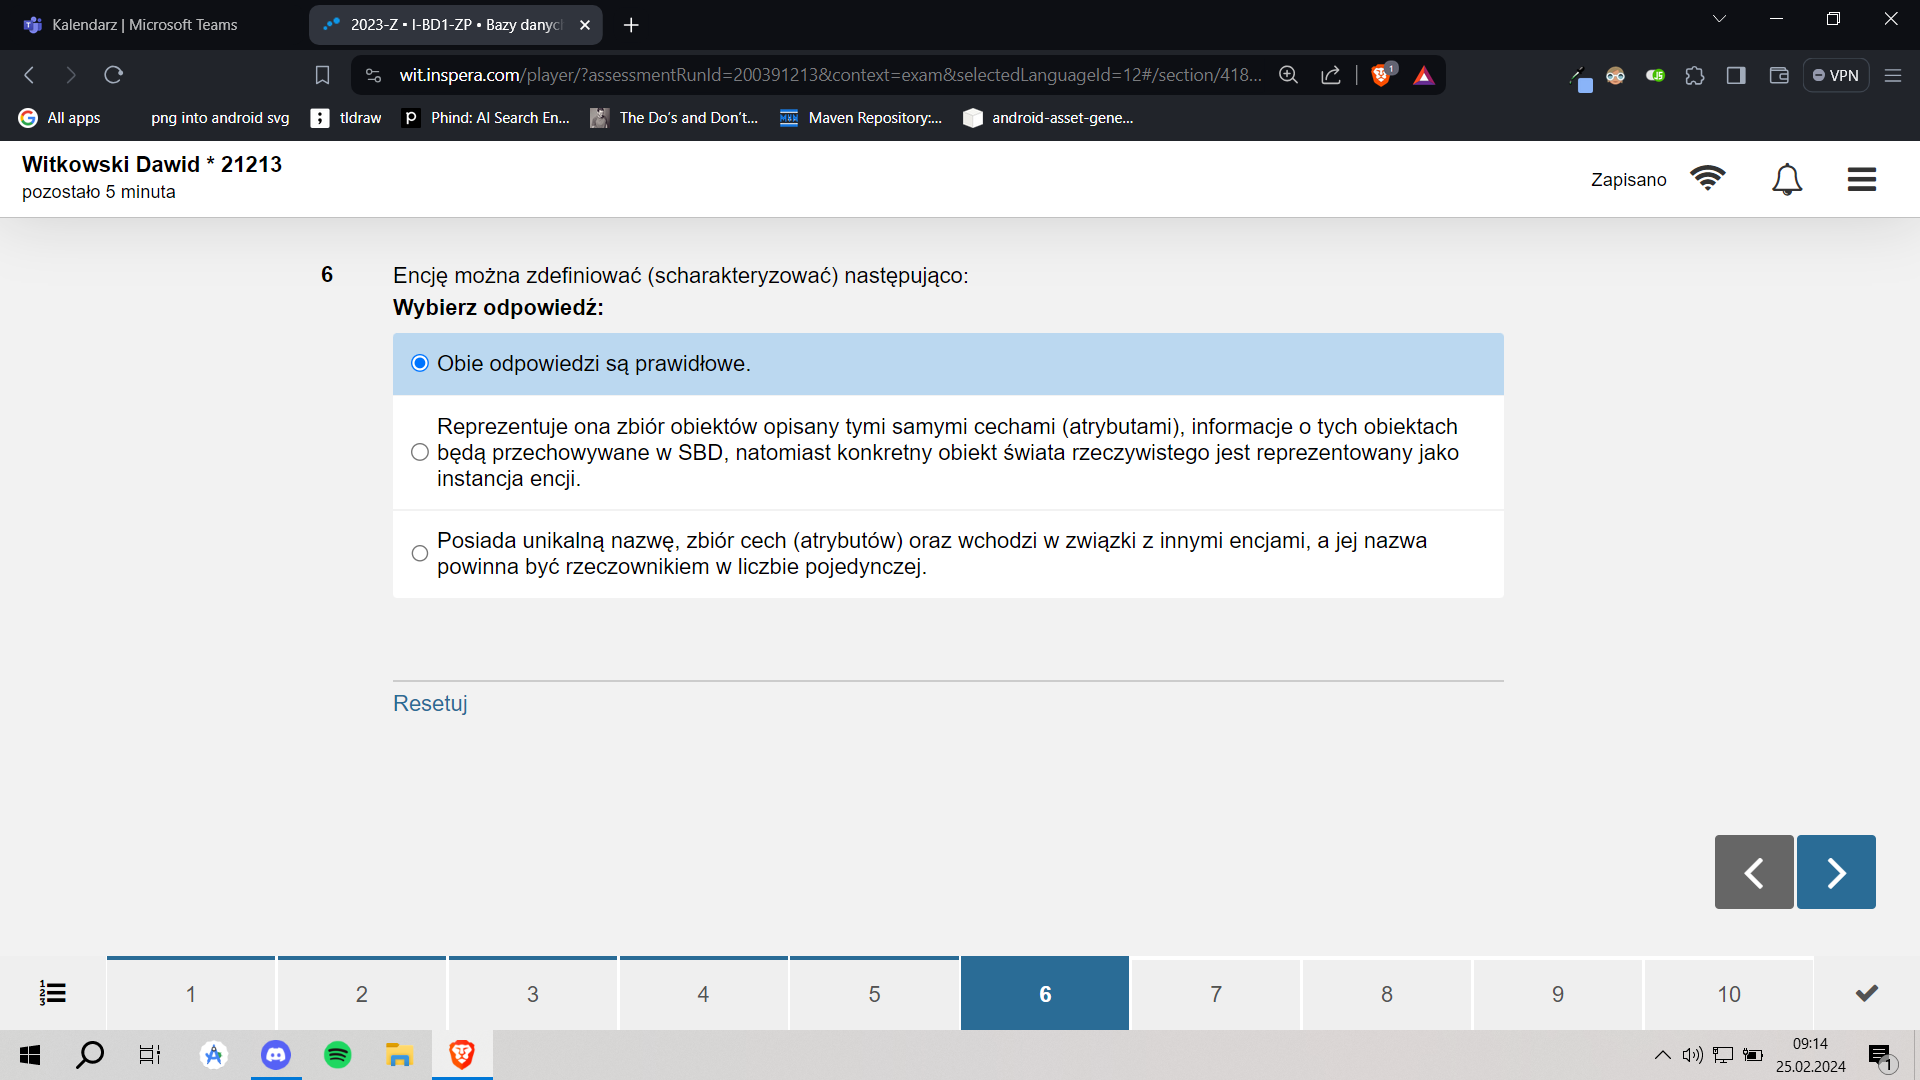 Kalendarz | Microsoft Teams
2023-Z • I-BD1-ZP • Bazy danych
wit.inspera.com/player/?assessmentRunId=200391213&context=exam&selectedLanguageId=12#/section/418...
1
VPN
All apps
png into android svg
tldraw
Phind: AI Search En...
The Do's and Don't...
Maven Repository:...
android-asset-gene...
Witkowski Dawid * 21213
pozostało 5 minuta
Zapisano
6
Encję można zdefiniować (scharakteryzować) następująco:
Wybierz odpowiedź:
Obie odpowiedzi są prawidłowe.
Reprezentuje ona zbiór obiektów opisany tymi samymi cechami (atrybutami), informacje o tych obiektach
będą przechowywane w SBD, natomiast konkretny obiekt świata rzeczywistego jest reprezentowany jako
instancja encji.
Posiada unikalną nazwę, zbiór cech (atrybutów) oraz wchodzi w związki z innymi encjami, a jej nazwa
powinna być rzeczownikiem w liczbie pojedynczej.
Resetuj
1
2
3
4
5
6
7
8
9
10
09:14
25.02.2024
1